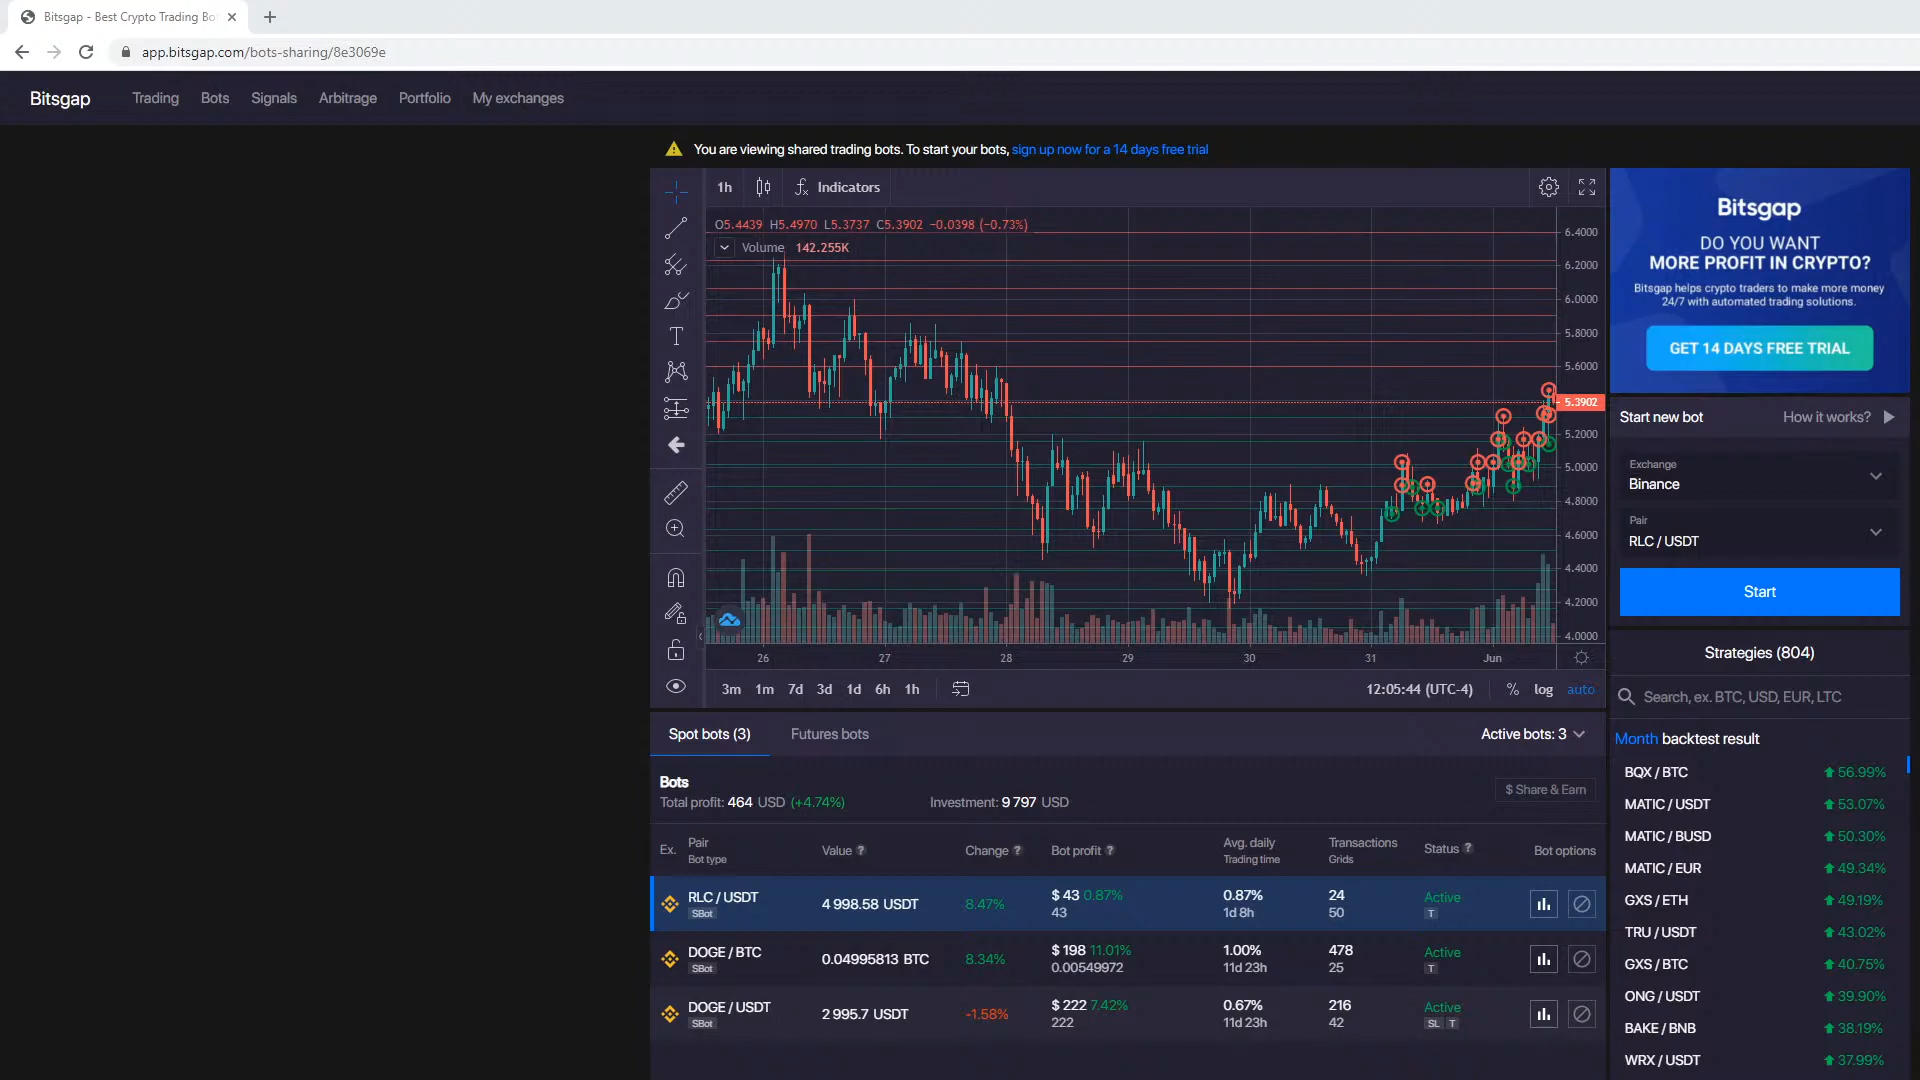 Bitsgap - Best Crypto Trading Bo
app.bitsgap.com/bots-sharing/8e3069e
Bitsgap Trading Bots Signals Arbitrage Portfolio My exchanges
You are viewing shared trading bots. To start your bots, sign up now for a 14 days free trial
1h Indicators
O5.4439 H5.4970 L5.3737 C5.3902 −0.0398 (−0.73%)
Volume 142.255K
6.4000
6.2000
6.0000
5.8000
5.6000
5.3902
5.2000
5.0000
4.8000
4.6000
4.4000
4.2000
4.0000
26 27 28 29 30 31 Jun
3m 1m 7d 3d 1d 6h 1h 12:05:44 (UTC-4) % log auto
Spot bots (3) Futures bots Active bots: 3
Bots
Total profit: 464 USD (+4.74%) Investment: 9 797 USD $ Share & Earn
Ex. Pair Value ? Change ? Bot profit ? Avg. daily Transactions Status ? Bot options
Bot type Trading time Grids
RLC / USDT 4 998.58 USDT 8.47% $ 43 0.87% 0.87% 24 Active
SBot 43 1d 8h 50 T
DOGE / BTC 0.04995813 BTC 8.34% $ 198 11.01% 1.00% 478 Active
SBot 0.00549972 11d 23h 25 T
DOGE / USDT 2 995.7 USDT -1.58% $ 222 7.42% 0.67% 216 Active
SBot 222 11d 23h 42 SL T
Bitsgap
DO YOU WANT
MORE PROFIT IN CRYPTO?
Bitsgap helps crypto traders to make more money
24/7 with automated trading solutions.
GET 14 DAYS FREE TRIAL
Start new bot How it works?
Exchange
Binance
Pair
RLC / USDT
Start
Strategies (804)
Search, ex. BTC, USD, EUR, LTC
Month backtest result
BQX / BTC 56.99%
MATIC / USDT 53.07%
MATIC / BUSD 50.30%
MATIC / EUR 49.34%
GXS / ETH 49.19%
TRU / USDT 43.02%
GXS / BTC 40.75%
ONG / USDT 39.90%
BAKE / BNB 38.19%
WRX / USDT 37.99%